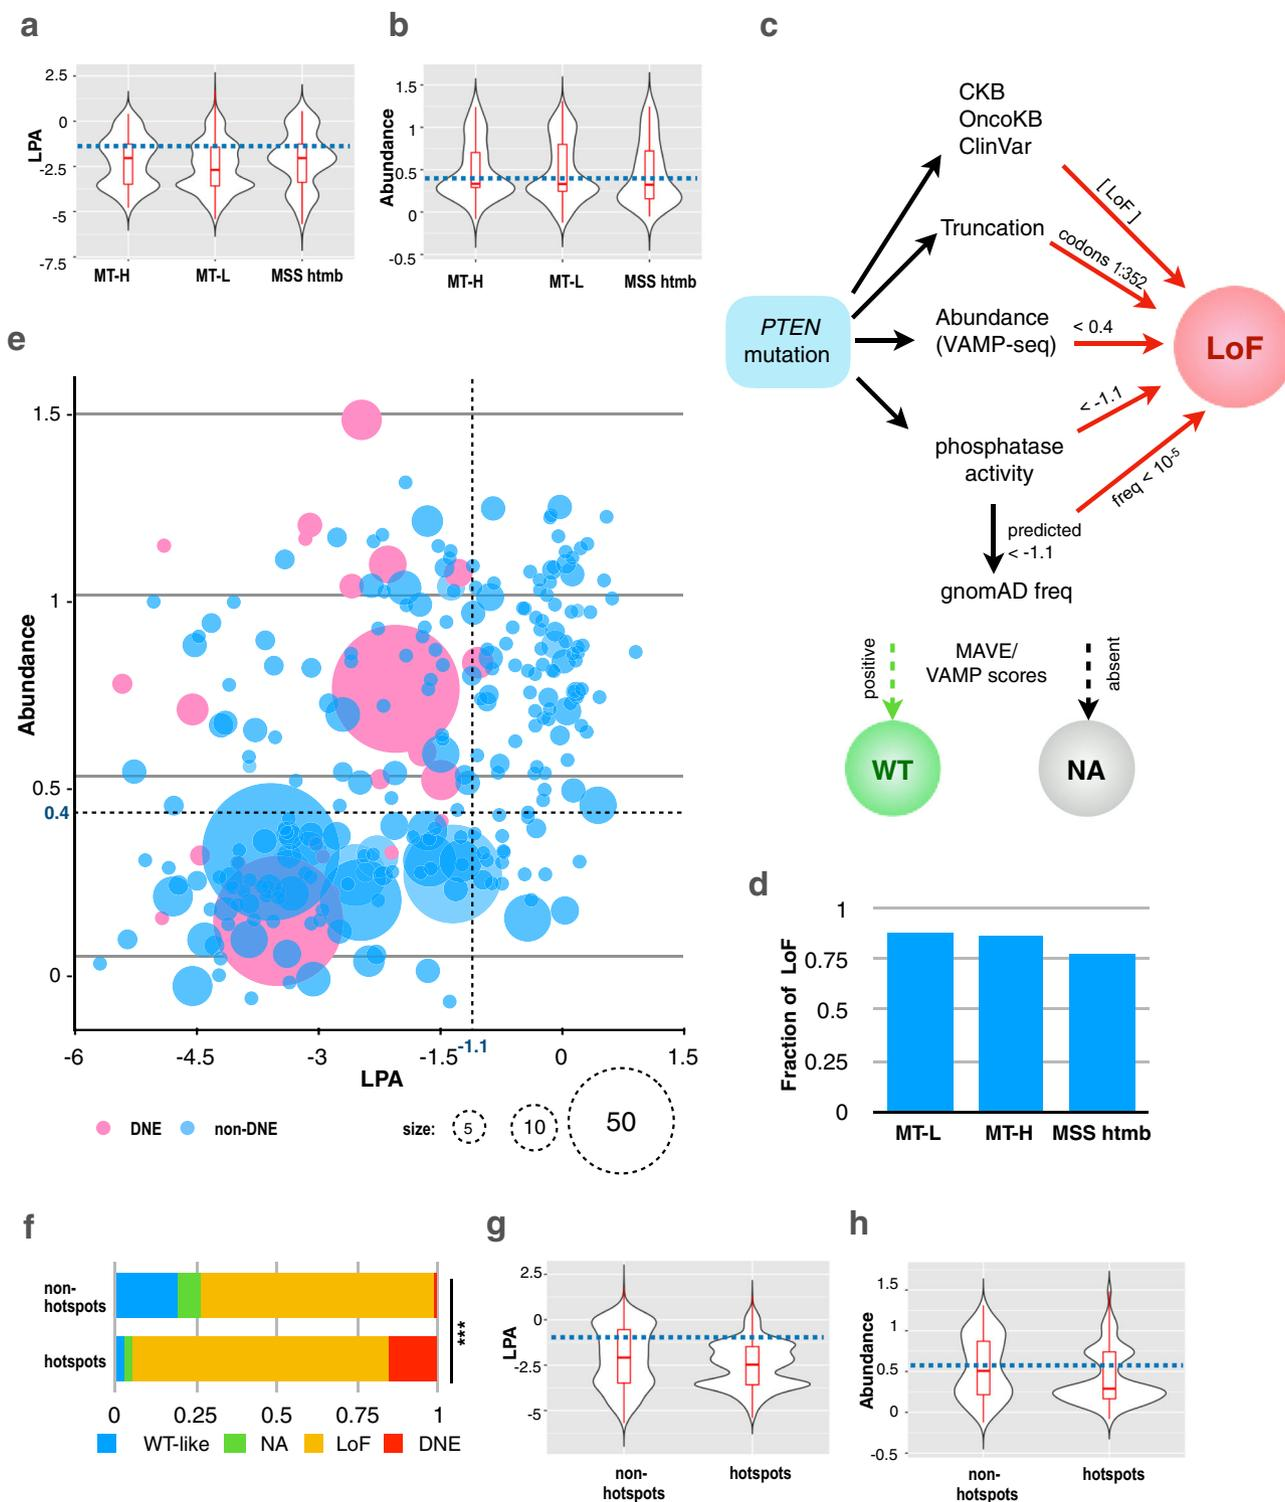 a
LPA
2.5
0
-2.5
-5
-7.5
MT-H
MT-L
MSS htmb
b
Abundance
1.5
1
0.5
0
-0.5
MT-H
MT-L
MSS htmb
c
CKB
OncoKB
ClinVar
[ LoF ]
Truncation
codons 1:352
PTEN
mutation
Abundance
(VAMP-seq)
< 0.4
LoF
phosphatase
activity
< -1.1
freq < 10-5
predicted
< -1.1
gnomAD freq
positive
MAVE/
VAMP scores
absent
WT
NA
d
Fraction of LoF
1
0.75
0.5
0.25
0
MT-L
MT-H
MSS htmb
e
Abundance
1.5
1
0.5
0.4
0
-6
-4.5
-3
-1.5
-1.1
0
1.5
LPA
DNE
non-DNE
size:
5
10
50
f
non-
hotspots
hotspots
***
0
0.25
0.5
0.75
1
WT-like
NA
LoF
DNE
g
LPA
2.5
0
-2.5
-5
non-
hotspots
hotspots
h
Abundance
1.5
1
0.5
0
-0.5
non-
hotspots
hotspots